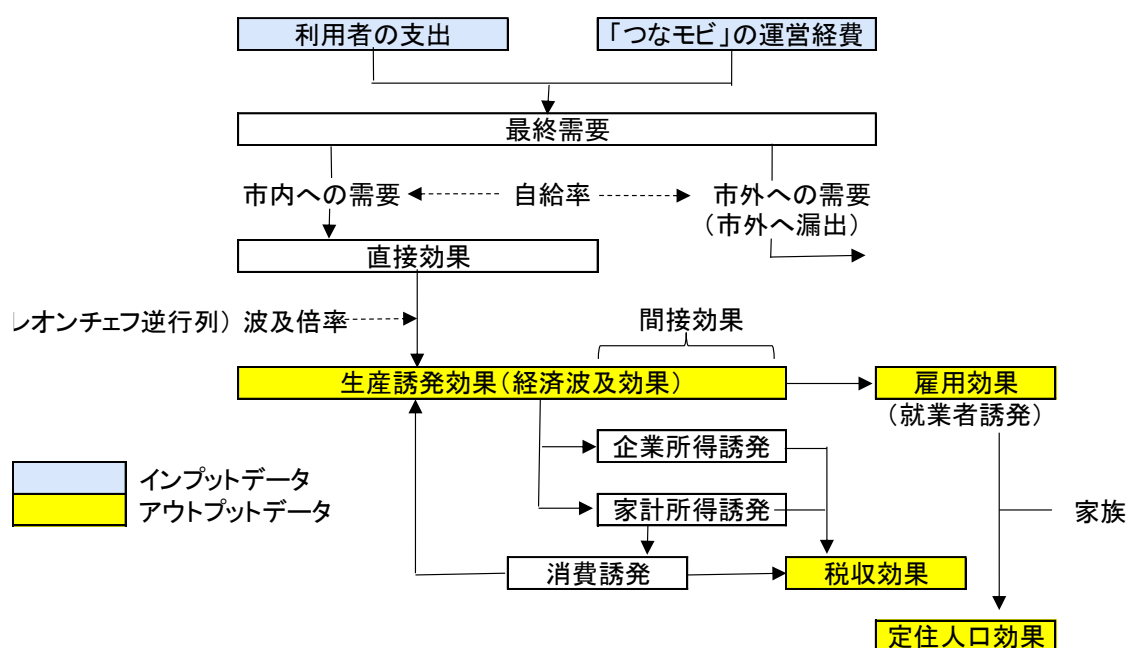 利用者の支出
「つなモビ」の運営経費
最終需要
市内への需要
自給率
市外への需要
(市外へ漏出)
直接効果
レオンチェフ逆行列) 波及倍率
間接効果
生産誘発効果(経済波及効果)
雇用効果
(就業者誘発)
企業所得誘発
インプットデータ
アウトプットデータ
家計所得誘発
家族
消費誘発
税収効果
定住人口効果